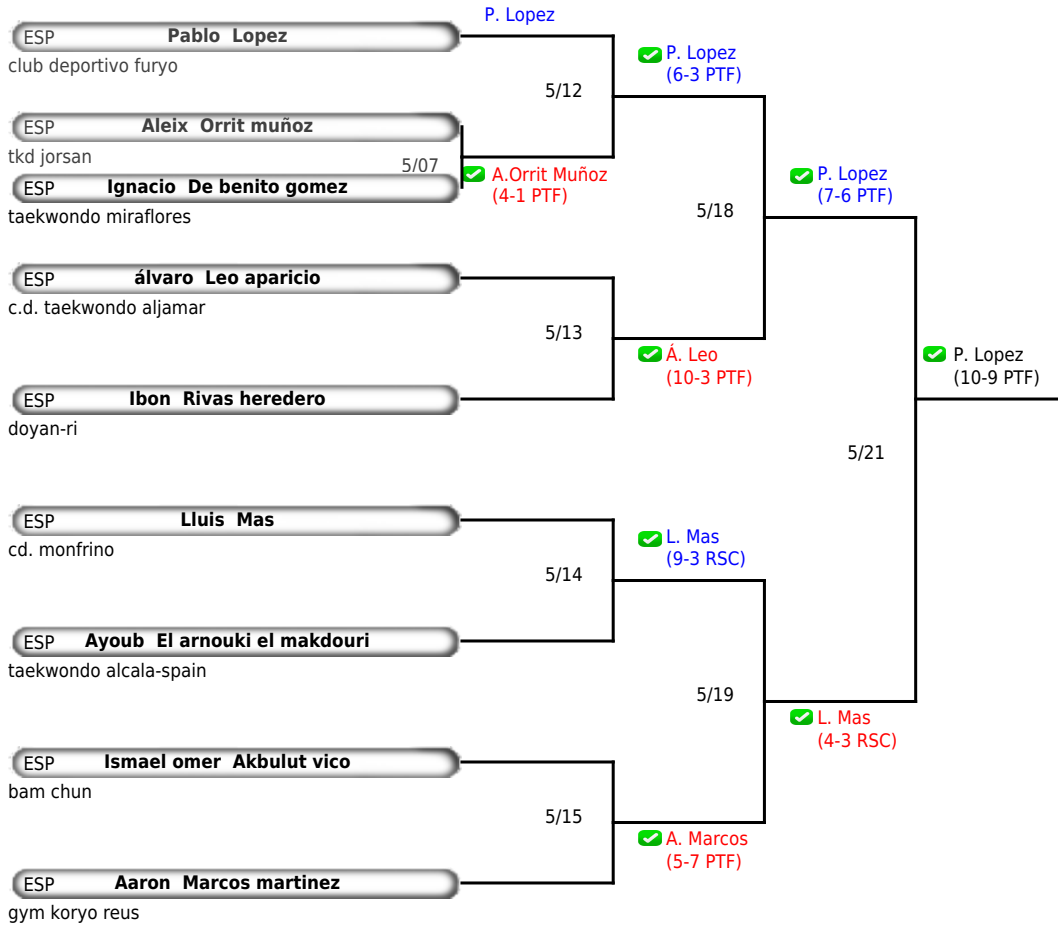 P. Lopez
ESP Pablo Lopez
club deportivo furyo
P. Lopez
(6-3 PTF)
5/12
ESP Aleix Orrit muñoz
tkd jorsan
5/07
A.Orrit Muñoz
(4-1 PTF)
ESP Ignacio De benito gomez
taekwondo miraflores
P. Lopez
(7-6 PTF)
5/18
ESP álvaro Leo aparicio
c.d. taekwondo aljamar
5/13
Á. Leo
(10-3 PTF)
P. Lopez
(10-9 PTF)
ESP Ibon Rivas heredero
doyan-ri
5/21
ESP Lluis Mas
cd. monfrino
L. Mas
(9-3 RSC)
5/14
ESP Ayoub El arnouki el makdouri
taekwondo alcala-spain
5/19
L. Mas
(4-3 RSC)
ESP Ismael omer Akbulut vico
bam chun
5/15
A. Marcos
(5-7 PTF)
ESP Aaron Marcos martinez
gym koryo reus